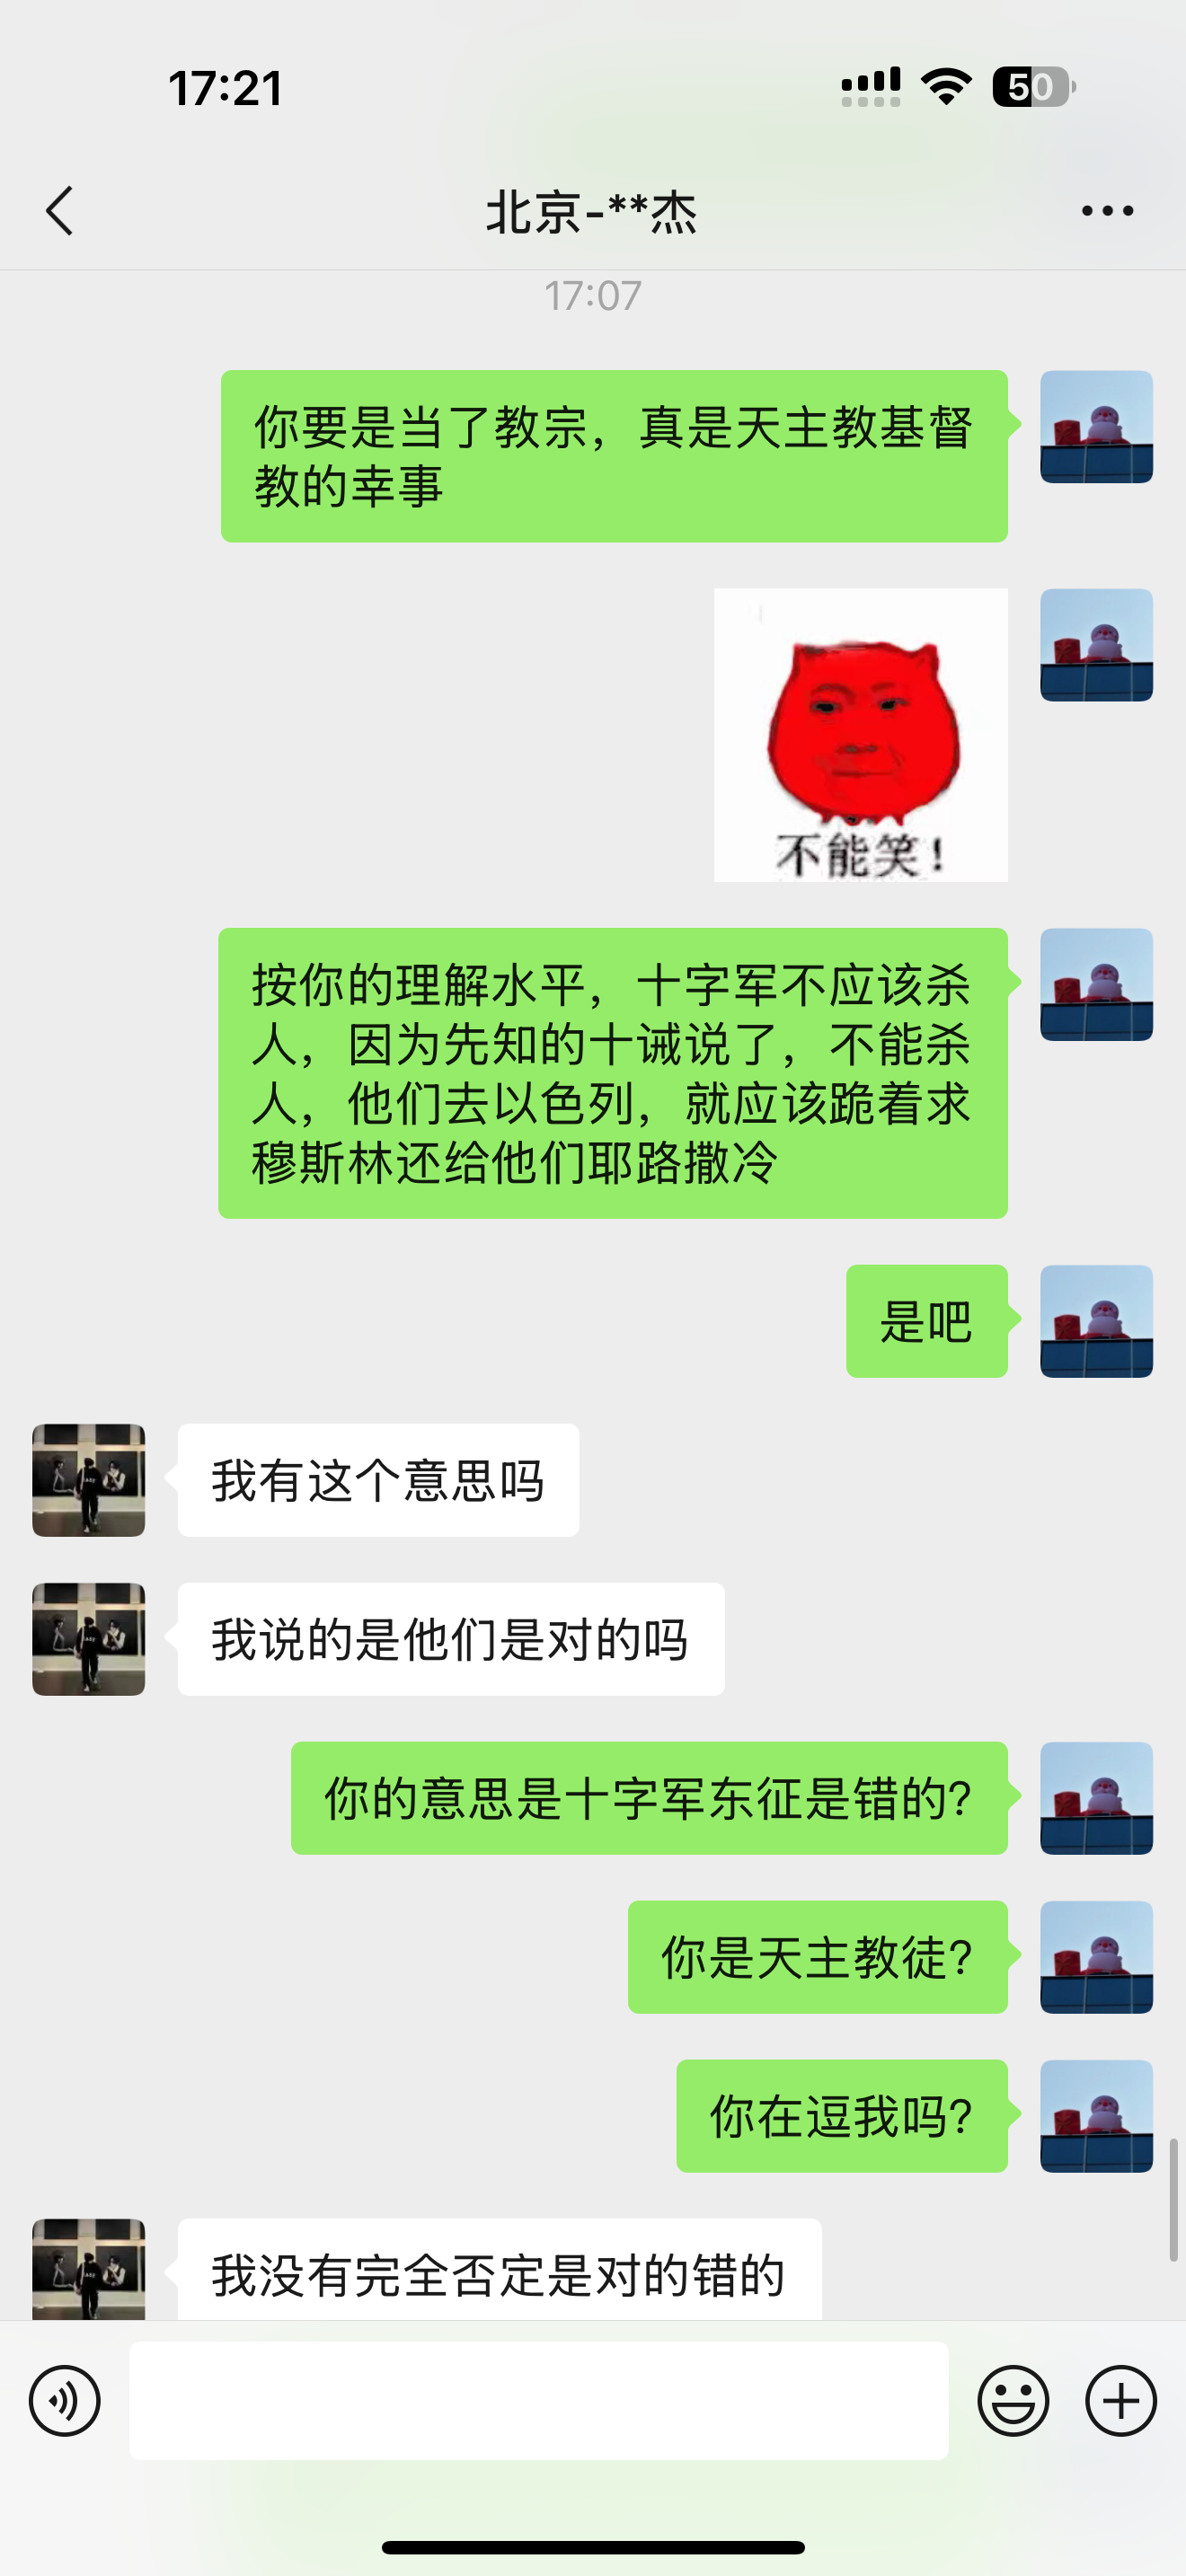 17:21
50
北京-**杰
17:07
你要是当了教宗，真是天主教基督
教的幸事
不能笑！
按你的理解水平，十字军不应该杀
人，因为先知的十诫说了，不能杀
人，他们去以色列，就应该跪着求
穆斯林还给他们耶路撒冷
是吧
我有这个意思吗
我说的是他们是对的吗
你的意思是十字军东征是错的?
你是天主教徒?
你在逗我吗?
我没有完全否定是对的错的